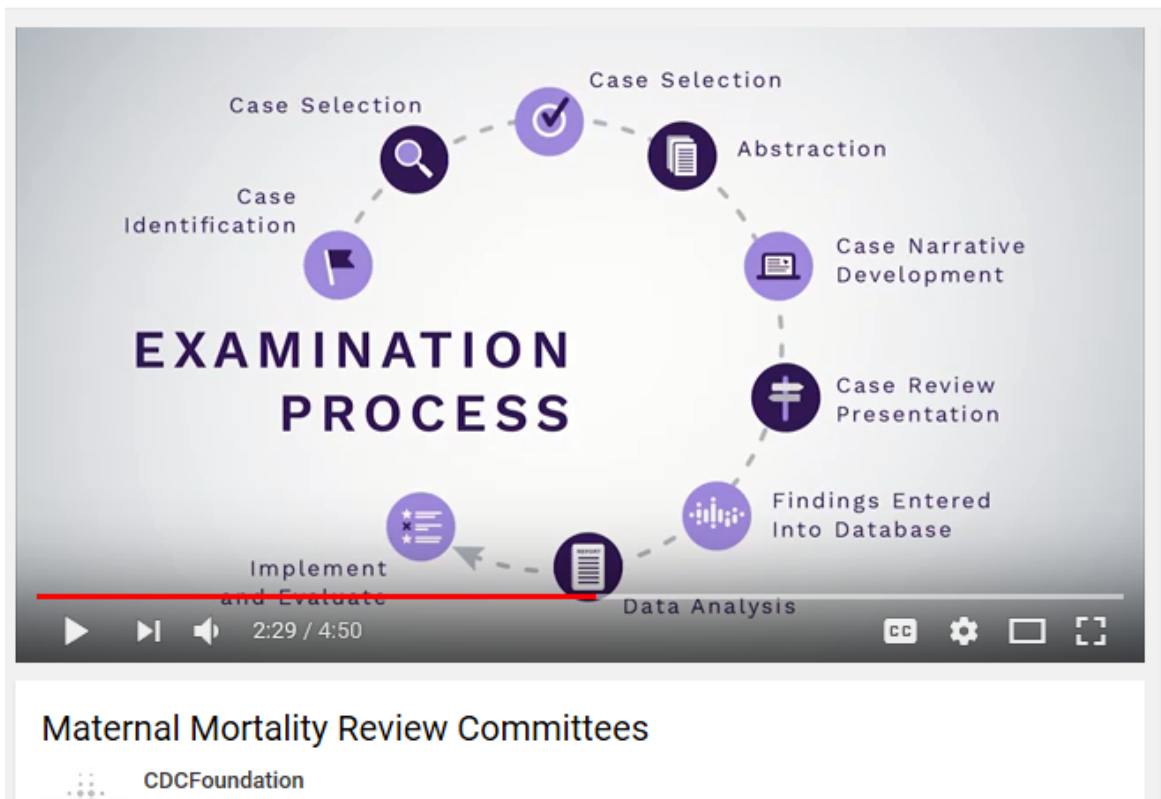 Case Selection
Case Selection
Abstraction
Case
Identification
Case Narrative
Development
EXAMINATION
PROCESS
Case Review
Presentation
Findings Entered
Into Database
REPORT
Implement
and Evaluate
Data Analysis
2:29 / 4:50
CC
Maternal Mortality Review Committees
CDCFoundation